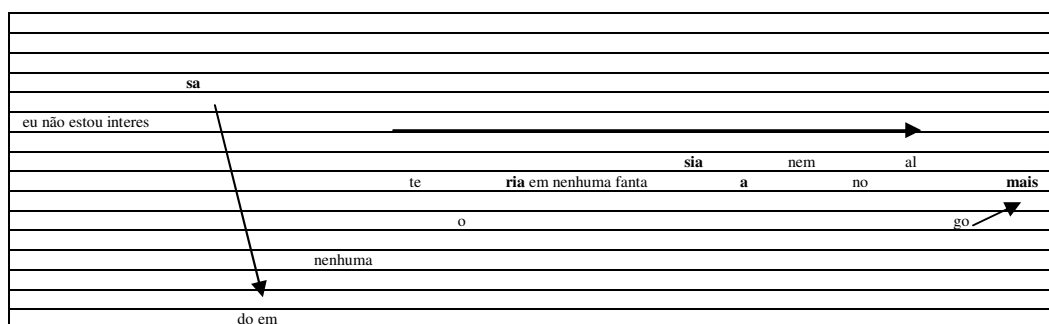 sa
eu não estou interes
sia nem al
te ria em nenhuma fanta a no mais
o go
nenhuma
do em